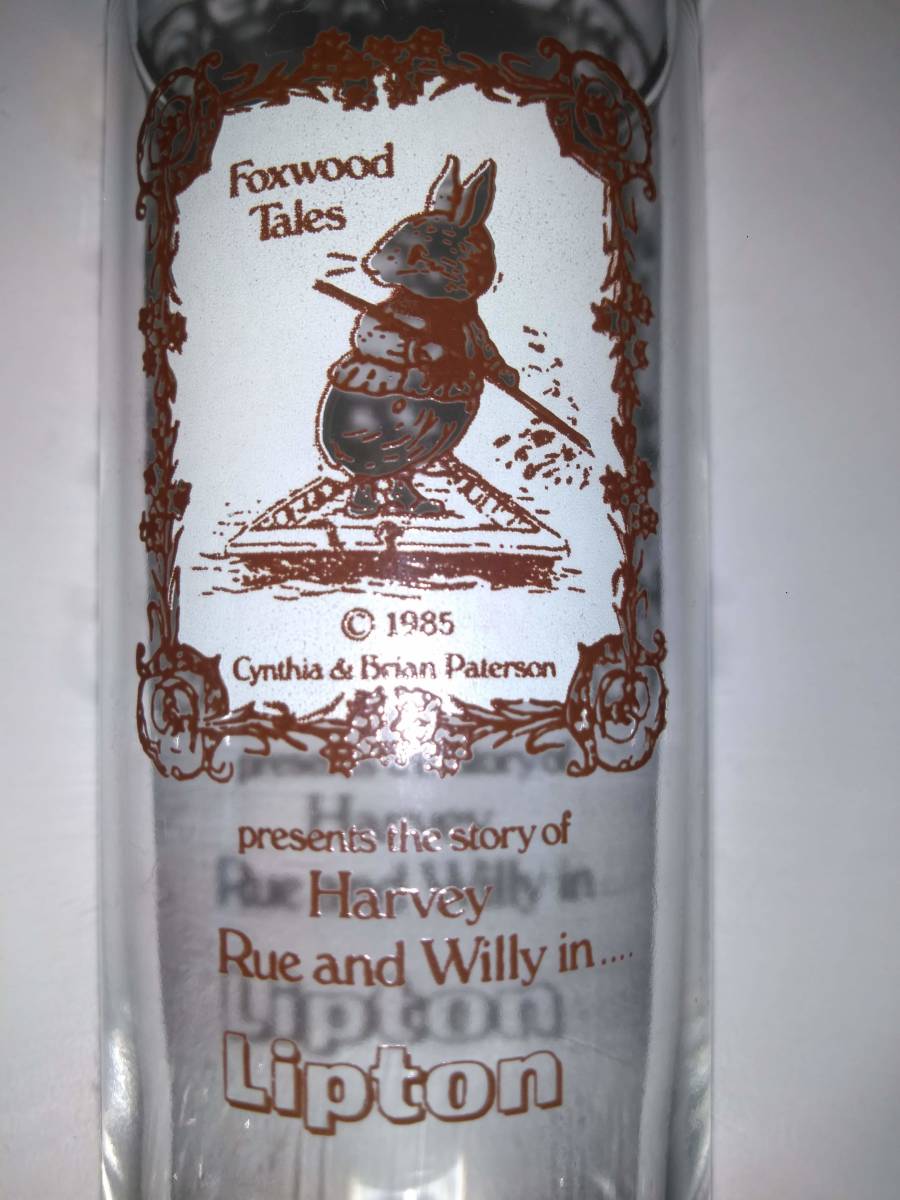 Foxwood
Tales
© 1985
Cynthia & Brian Paterson
presents the story of
Harvey
Rue and Willy in....
Lipton